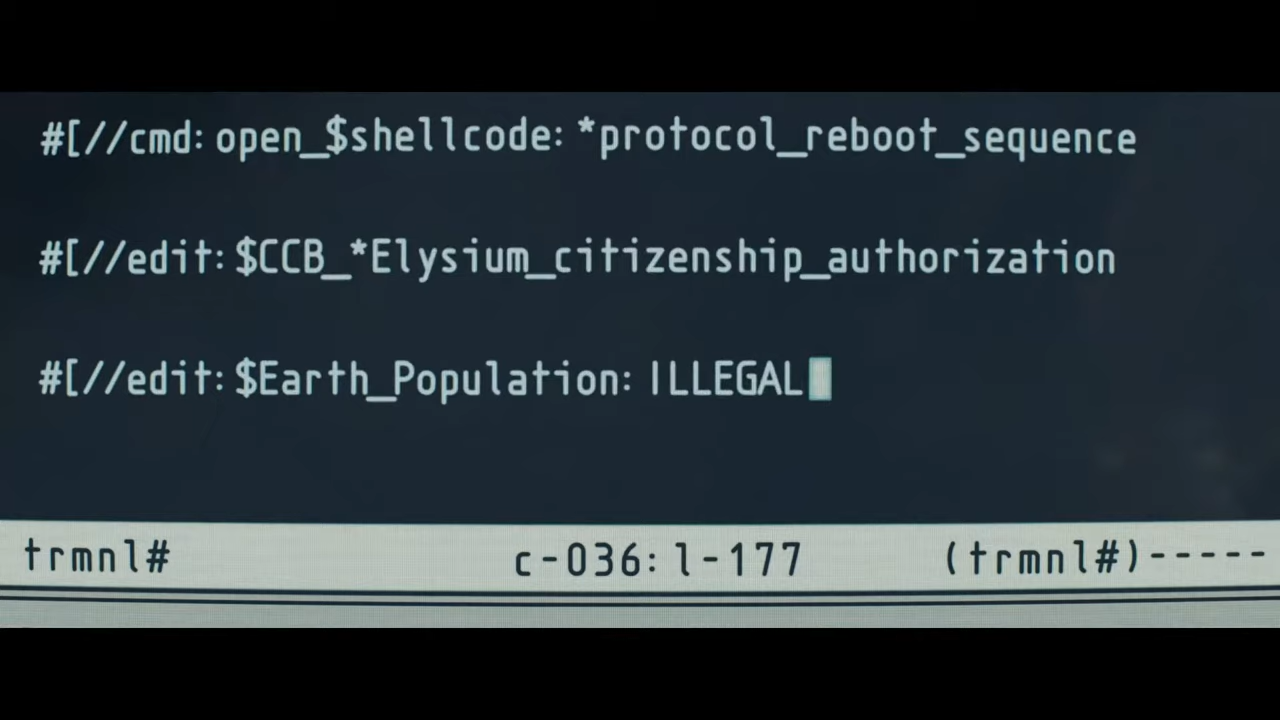 #[//cmd: open_$shellcode: *protocol_reboot_sequence
#[//edit: $CCB_*Elysium_citizenship_authorization
#[//edit: $Earth_Population: ILLEGAL
trmnl# c-036: l-177 (trmnl#)-----